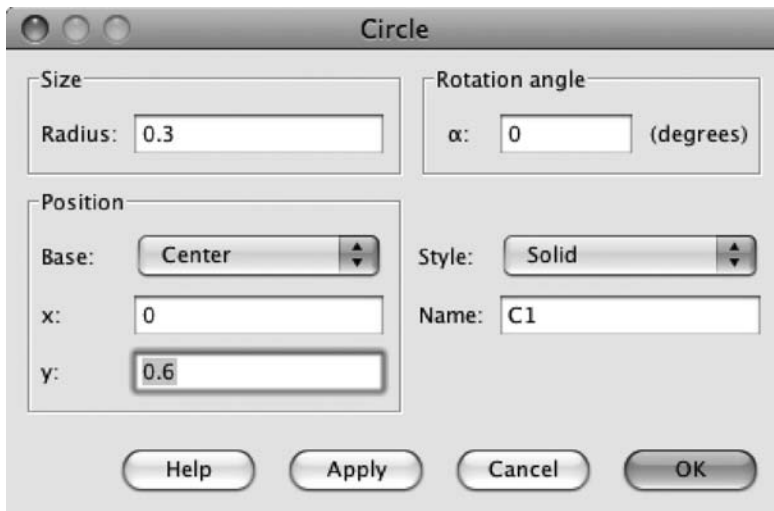 Circle
Size
Radius: 0.3
Rotation angle
α: 0 (degrees)
Position
Base: Center
x: 0
y: 0.6
Style: Solid
Name: C1
Help Apply Cancel OK